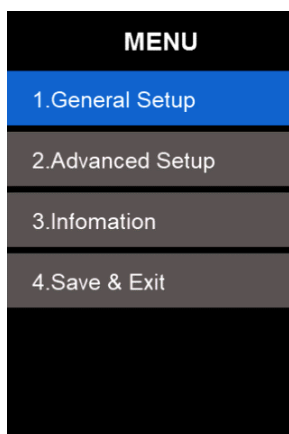 MENU
1.General Setup
2.Advanced Setup
3.Infomation
4.Save & Exit